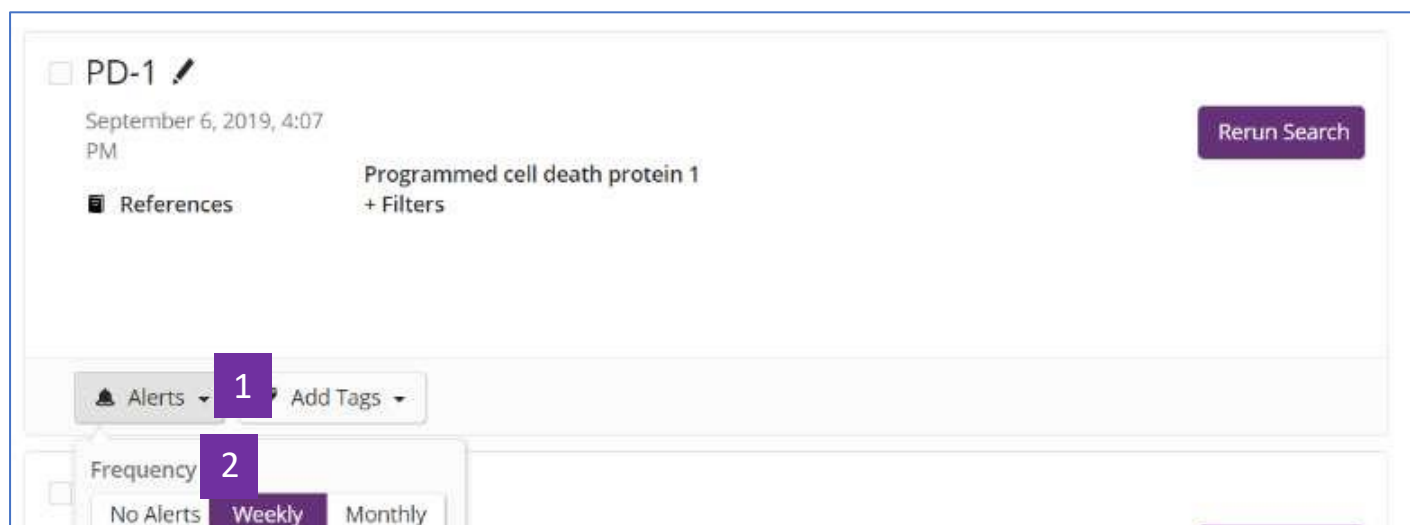 PD-1
September 6, 2019, 4:07
PM
Rerun Search
Programmed cell death protein 1
References
+ Filters
Alerts
1
Add Tags
2
Frequency
No Alerts Weekly Monthly